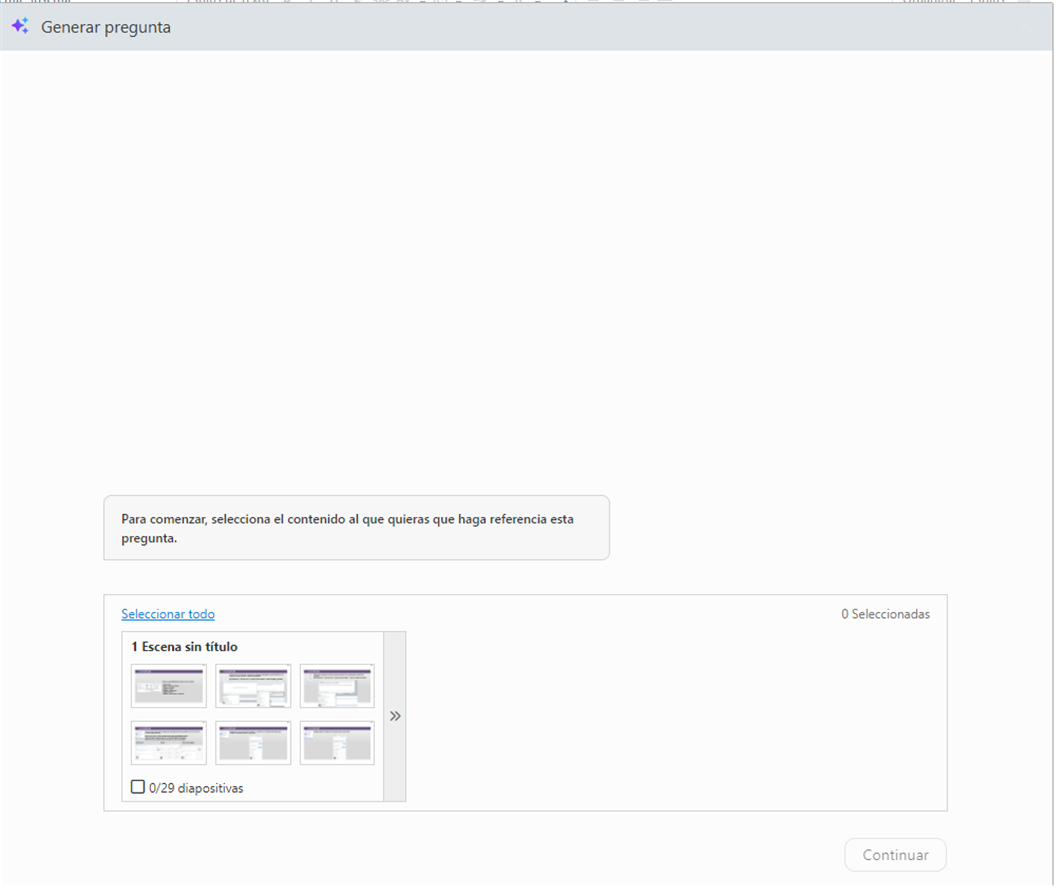 Generar pregunta
Para comenzar, selecciona el contenido al que quieras que haga referencia esta
pregunta.
Seleccionar todo
0 Seleccionadas
1 Escena sin título
0/29 diapositivas
Continuar